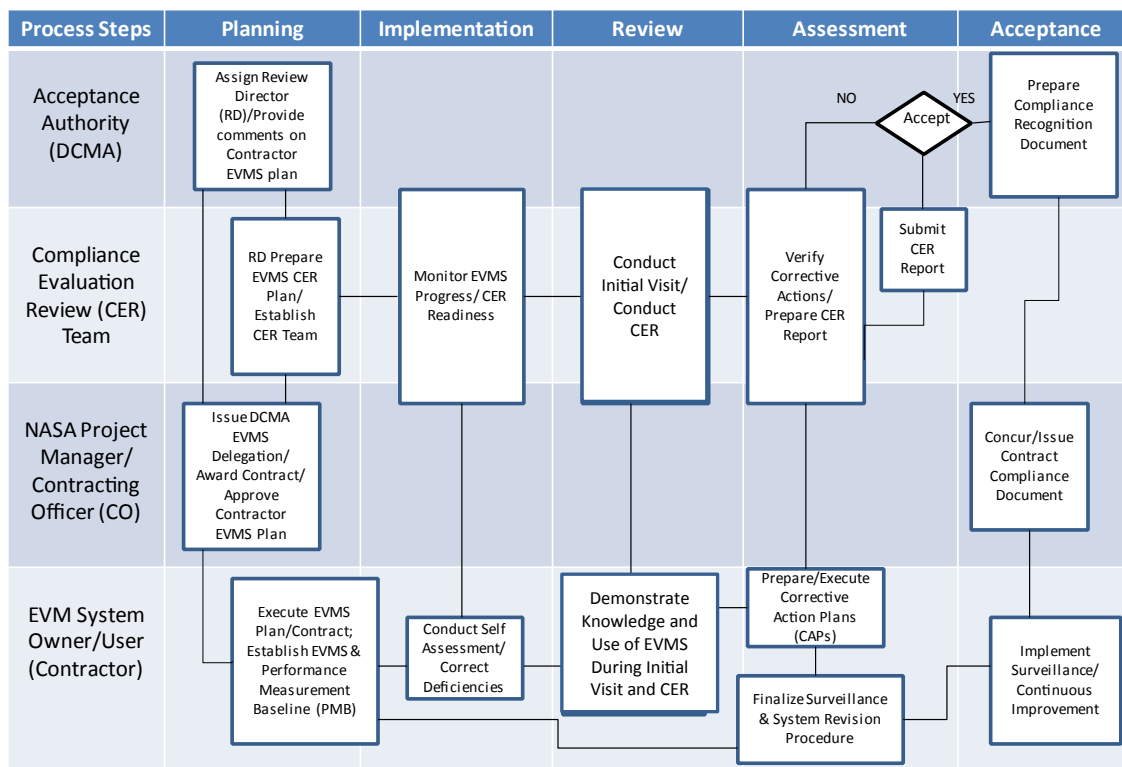 Process Steps
Planning
Implementation
Review
Assessment
Acceptance
Acceptance
Authority
(DCMA)
Assign Review
Director
(RD)/Provide
comments on
Contractor
EVMS plan
NO
YES
Accept
Prepare
Compliance
Recognition
Document
Compliance
Evaluation
Review (CER)
Team
RD Prepare
EVMS CER
Plan/
Establish
CER Team
Monitor EVMS
Progress/ CER
Readiness
Conduct
Initial Visit/
Conduct
CER
Verify
Corrective
Actions/
Prepare CER
Report
Submit
CER
Report
NASA Project
Manager/
Contracting
Officer (CO)
Issue DCMA
EVMS
Delegation/
Award Contract/
Approve
Contractor
EVMS Plan
Concur/Issue
Contract
Compliance
Document
EVM System
Owner/User
(Contractor)
Execute EVMS
Plan/Contract;
Establish EVMS &
Performance
Measurement
Baseline (PMB)
Conduct Self
Assessment/
Correct
Deficiencies
Demonstrate
Knowledge and
Use of EVMS
During Initial
Visit and CER
Prepare/Execute
Corrective
Action Plans
(CAPs)
Finalize Surveillance
& System Revision
Procedure
Implement
Surveillance/
Continuous
Improvement